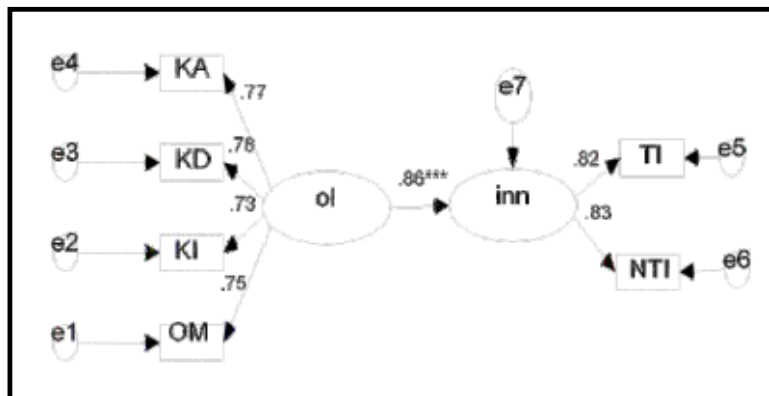 e4
KA
.77
e7
e3
KD
.78
TI
e5
.82
.86***
ol
inn
.73
.83
e2
KI
NTI
e6
.75
e1
OM